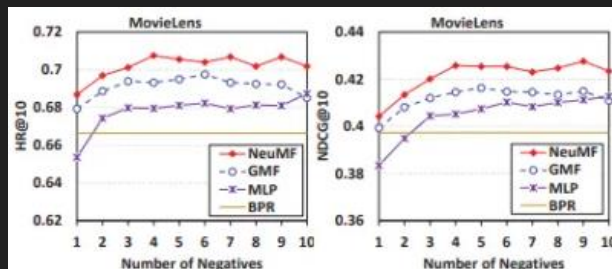 MovieLens
0.72
0.7
0.68
0.66
0.64
0.62
HR@10
1 2 3 4 5 6 7 8 9 10
Number of Negatives
NeuMF
GMF
MLP
BPR
MovieLens
0.44
0.42
0.4
0.38
0.36
NDCG@10
1 2 3 4 5 6 7 8 9 10
Number of Negatives
NeuMF
GMF
MLP
BPR